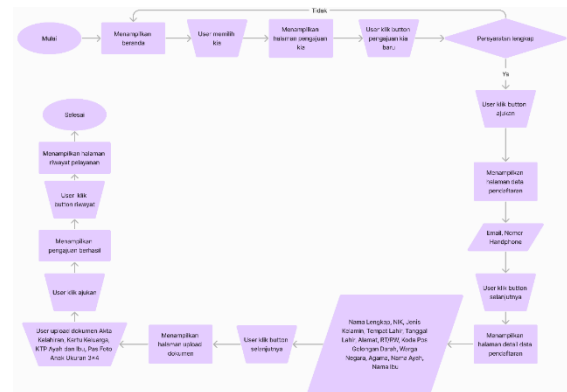 Tidak
Mulai
Menampilkan
beranda
User memilih
kia
Menampilkan
halaman pengajuan
kia
User klik button
pengajuan kia
baru
Persyaratan lengkap
Ya
User klik button
ajukan
Menampilkan
halaman data
pendaftaran
Email, Nomor
Handphone
User klik button
selanjutnya
Menampilkan
halaman detail data
pendaftaran
Nama Lengkap, NIK, Jenis
Kelamin, Tempat Lahir, Tanggal
Lahir, Alamat, RT/RW, Kode Pos
Golongan Darah, Warga
Negara, Agama, Nama Ayah,
Nama Ibu
User klik button
selanjutnya
Menampilkan
halaman upload
dokumen
User upload dokumen Akta
Kelahiran, Kartu Keluarga,
KTP Ayah dan Ibu, Pas Foto
Anak Ukuran 3x4
User klik ajukan
Menampilkan
pengajuan berhasil
User klik
button riwayat
Menampilkan halaman
riwayat pelayanan
Selesai